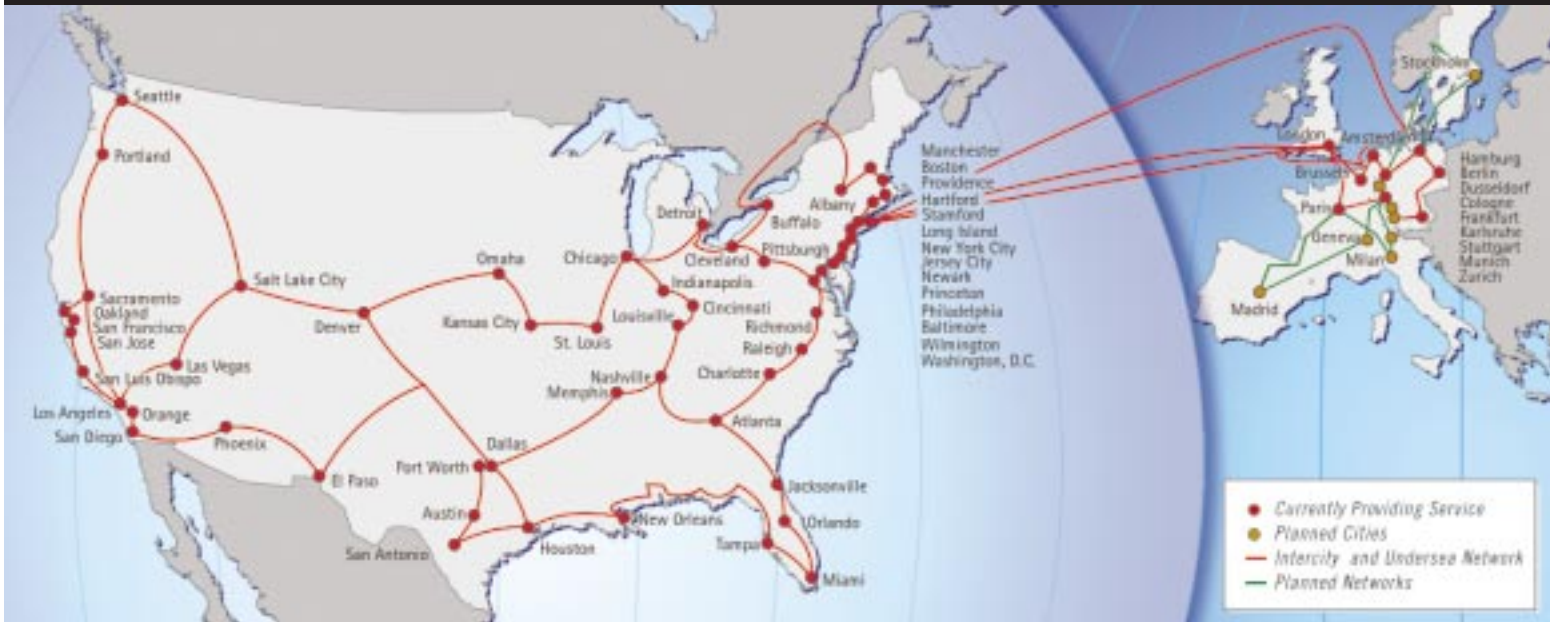 Seattle
Portland
Sacramento
Oakland
San Francisco
San Jose
San Luis Obispo
Los Angeles
Orange
San Diego
Las Vegas
Salt Lake City
Phoenix
El Paso
Denver
Omaha
Kansas City
St. Louis
Chicago
Detroit
Indianapolis
Cincinnati
Louisville
Nashville
Memphis
Dallas
Fort Worth
Austin
San Antonio
Houston
New Orleans
Tampa
Miami
Orlando
Jacksonville
Atlanta
Charlotte
Raleigh
Richmond
Pittsburgh
Cleveland
Buffalo
Albany
Manchester
Boston
Providence
Hartford
Stamford
Long Island
New York City
Jersey City
Newark
Princeton
Philadelphia
Baltimore
Wilmington
Washington, D.C.
London
Amsterdam
Brussels
Paris
Geneva
Milan
Madrid
Hamburg
Berlin
Dusseldorf
Cologne
Frankfurt
Karlsruhe
Stuttgart
Munich
Zurich
Currently Providing Service
Planned Cities
Intercity and Undersea Network
Planned Networks